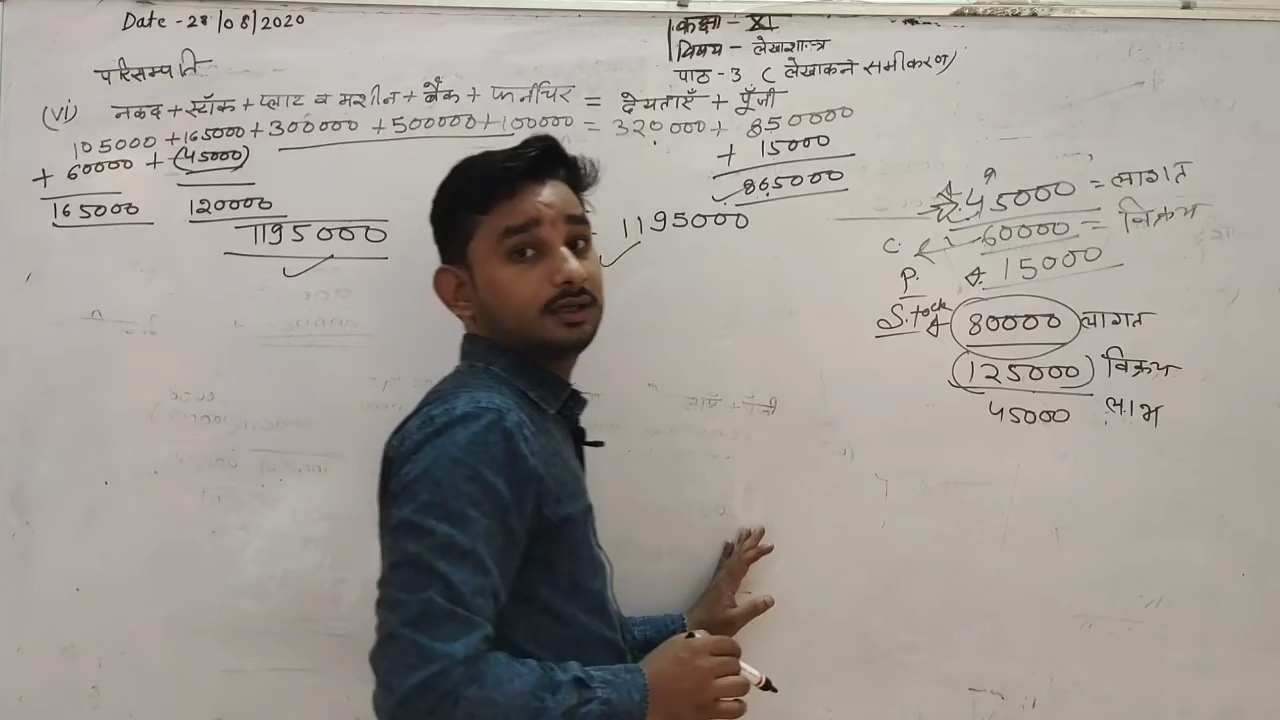 Date - 28/08/2020
कक्षा - XI
विषय - लेखाशास्त्र
पाठ - 3 ( लेखांकन समीकरण)
परिसम्पति
(vi) नकद + स्टॉक + प्लाट व मशीन + बैंक + फर्नीचर = देयताएँ + पूँजी
105000 + 165000 + 300000 + 500000 + 100000 = 320000 + 850000
+ 60000 + (45000)
+ 15000
165000 120000
865000
1195000
1195000
45000 = लागत
60000 = विक्रय
P. 15000
Stock 80000 लागत
(125000) विक्रय
45000 लाभ